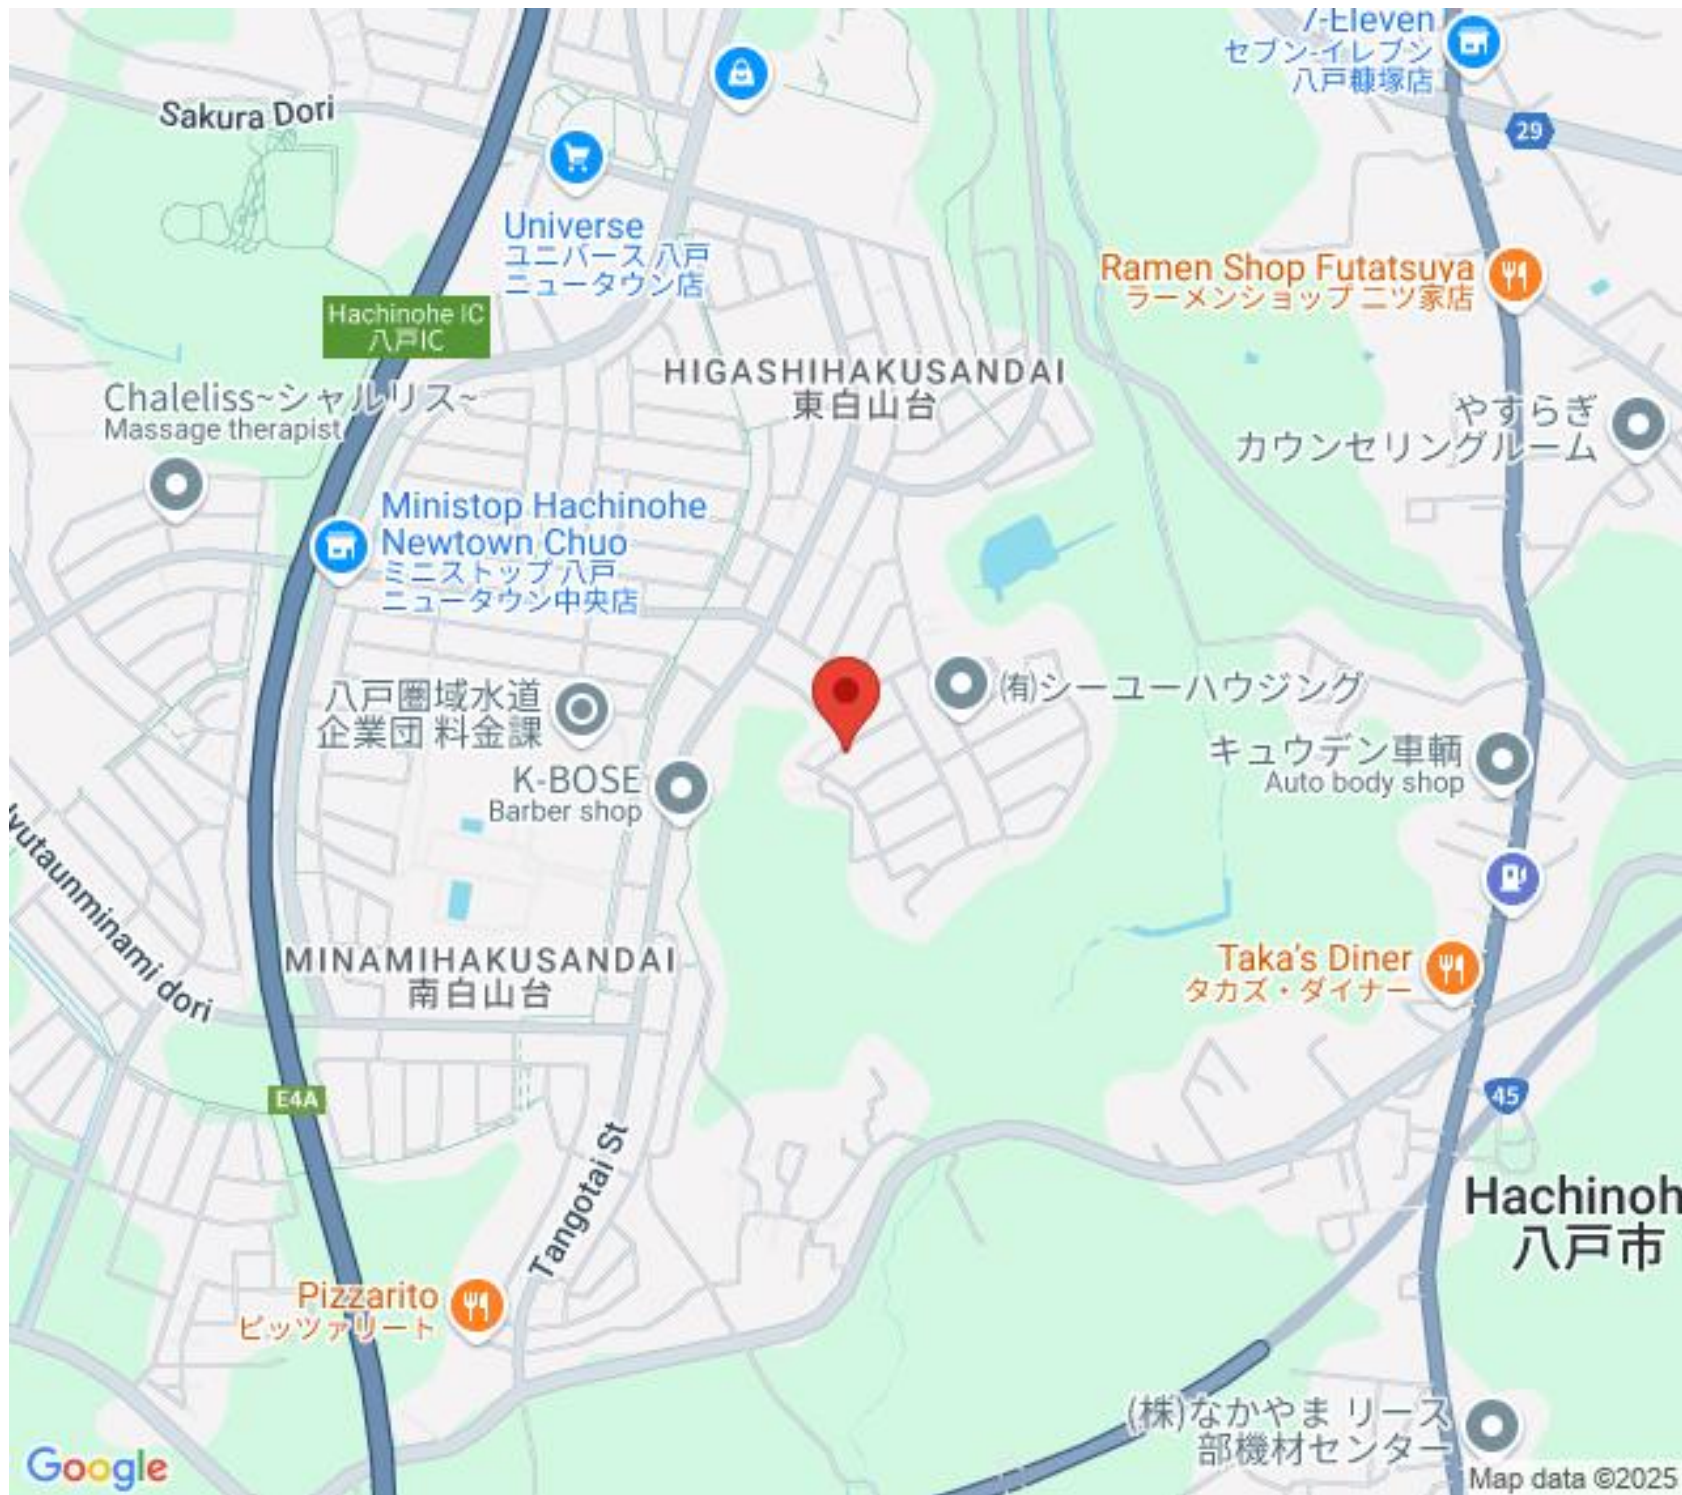 7-Eleven
セブン-イレブン
八戸糠塚店
Sakura Dori
29
Universe
ユニバース 八戸
ニュータウン店
Ramen Shop Futatsuya
ラーメンショップ 二ツ家店
Hachinohe IC
八戸IC
HIGASHIHAKUSANDAI
東白山台
Chaleliss~シャルリス~
Massage therapist
やすらぎ
カウンセリングルーム
Ministop Hachinohe
Newtown Chuo
ミニストップ 八戸
ニュータウン中央店
八戸圏域水道
企業団 料金課
㈲シーユーハウジング
キュウデン車輌
Auto body shop
K-BOSE
Barber shop
yutaunminami dori
MINAMIHAKUSANDAI
南白山台
Taka's Diner
タカズ・ダイナー
E4A
45
Tangotai St
Hachinoh
八戸市
Pizzarito
ピッツァリート
(株)なかやま リース
部機材センター
Google
Map data ©2025